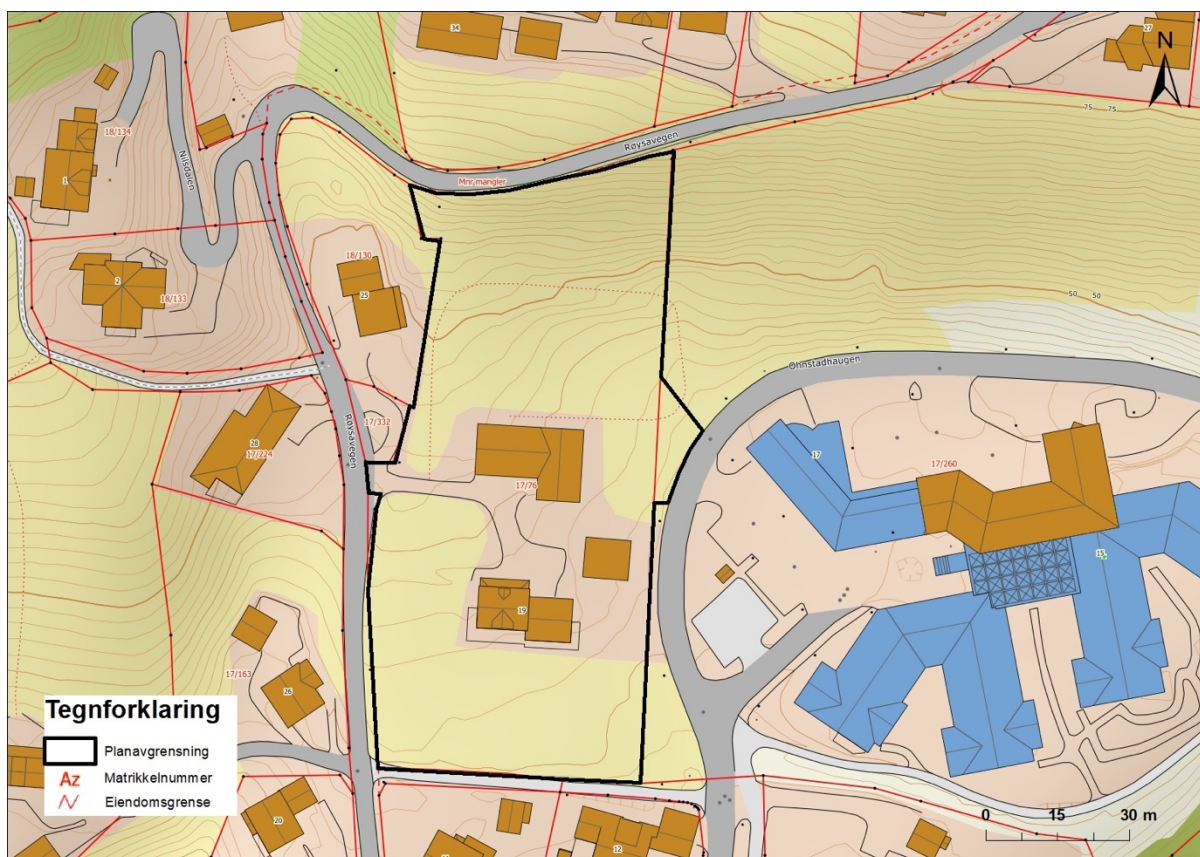 34
27
N
75 75
18/134
Nilsdalen
1
Røysavegen
Mnr mangler
18/130
2
18/133
25
50 50
Ohnstadhaugen
17/332
Røysavegen
28
17/224
17
17/260
17/76
15
19
17/163
26
Tegnforklaring
Planavgrensning
Az Matrikkelnummer
Eiendomsgrense
0 15 30 m
20
12